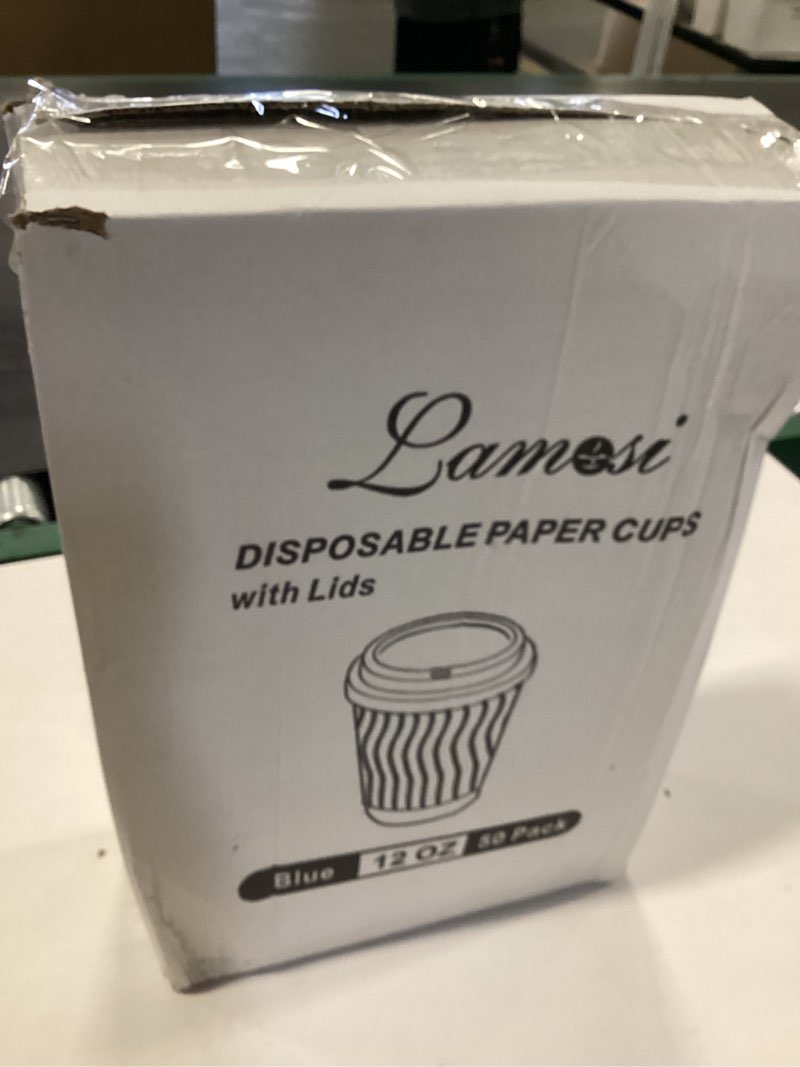 Lamosi
DISPOSABLE PAPER CUPS
with Lids
Blue 12 OZ 50 Pack